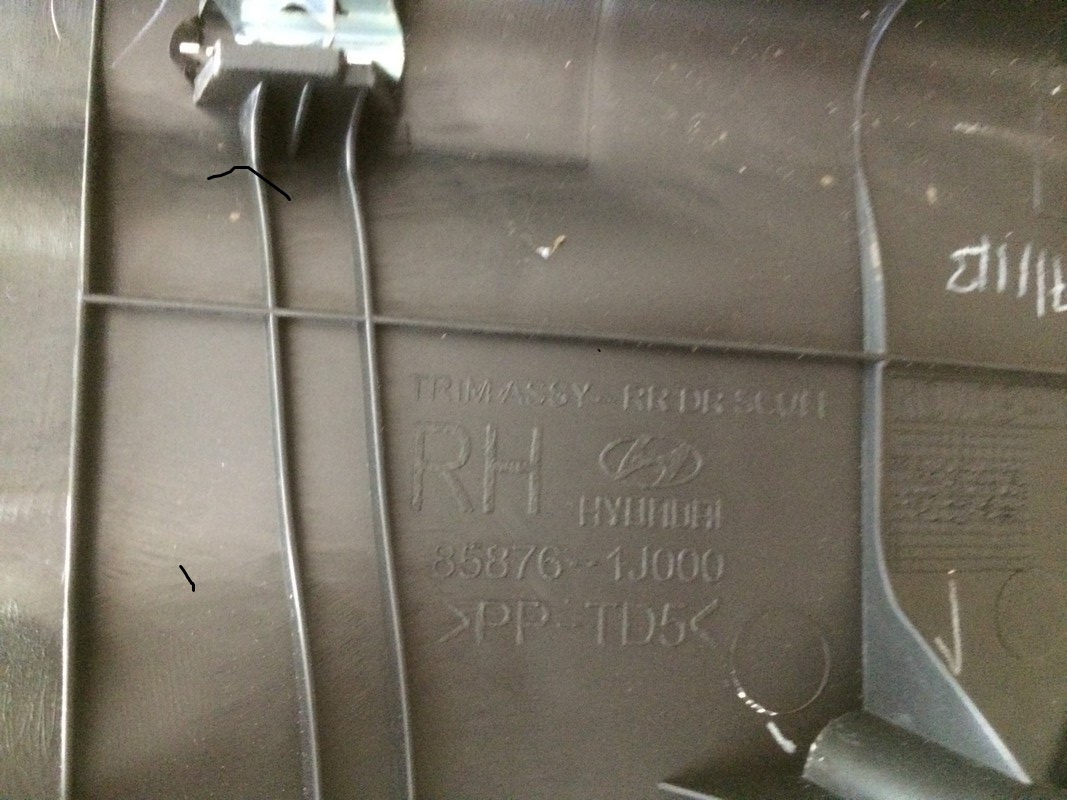 TRIM ASSY-RR DR SCUFF
RH
HYUNDAI
85876-1J000
>PP-TD5<